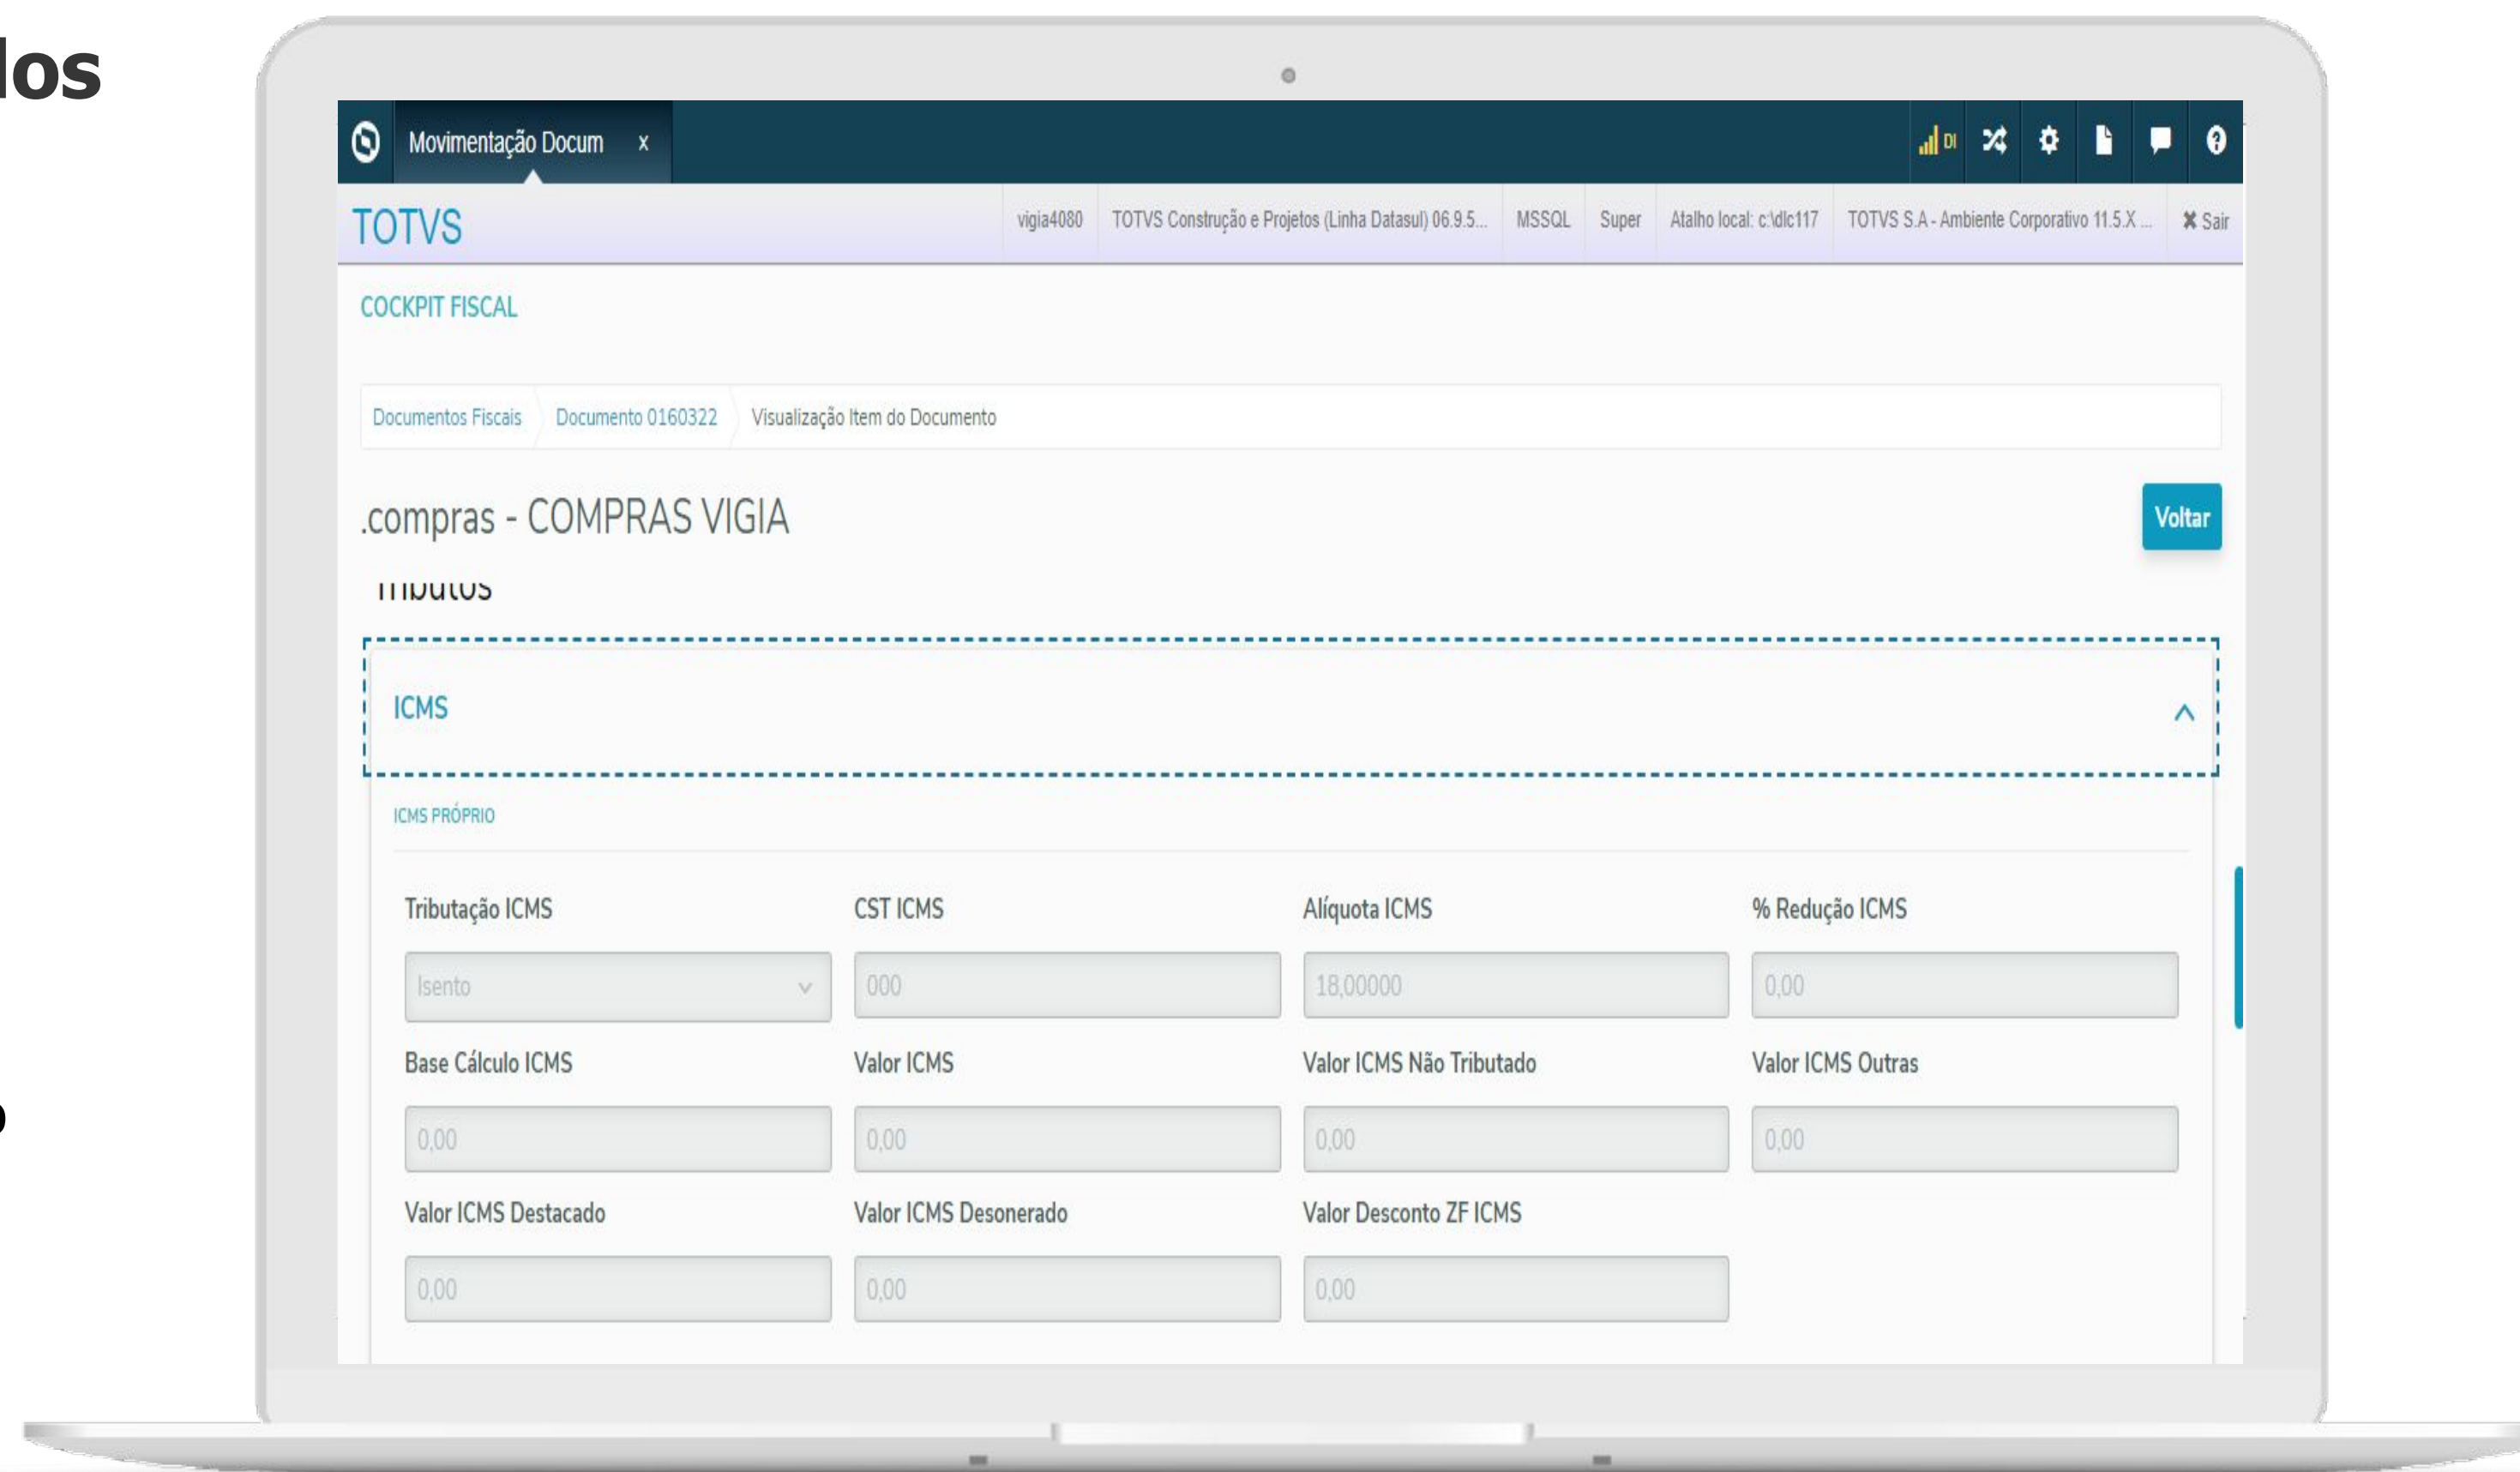 Movimentação Docum x
DI
TOTVS
vigia4080 TOTVS Construção e Projetos (Linha Datasul) 06.9.5... MSSQL Super Atalho local: c:\dlc117 TOTVS S.A - Ambiente Corporativo 11.5.X ... Sair
COCKPIT FISCAL
Documentos Fiscais Documento 0160322 Visualização Item do Documento
.compras - COMPRAS VIGIA
Voltar
Tributos
ICMS
ICMS PRÓPRIO
Tributação ICMS CST ICMS Alíquota ICMS % Redução ICMS
Isento 000 18,00000 0,00
Base Cálculo ICMS Valor ICMS Valor ICMS Não Tributado Valor ICMS Outras
0,00 0,00 0,00 0,00
Valor ICMS Destacado Valor ICMS Desonerado Valor Desconto ZF ICMS
0,00 0,00 0,00